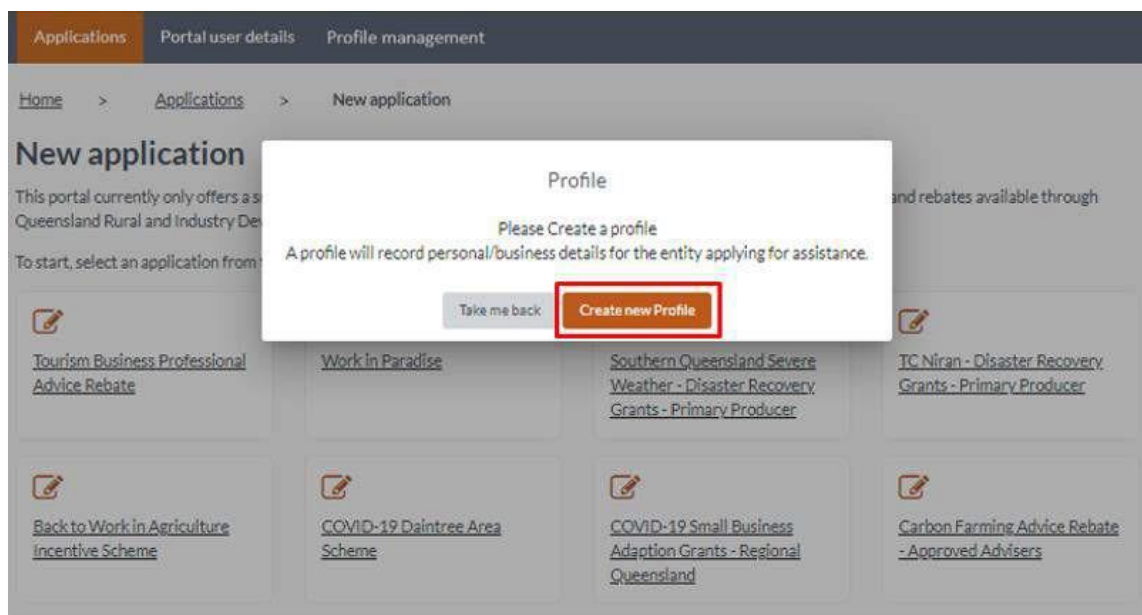 Applications Portal user details Profile management
Home > Applications > New application
New application
This portal currently only offers a s
and rebates available through
Queensland Rural and Industry De
To start, select an application from
Profile
Please Create a profile
A profile will record personal/business details for the entity applying for assistance.
Take me back Create new Profile
Tourism Business Professional
Advice Rebate
Work in Paradise
Southern Queensland Severe
Weather - Disaster Recovery
Grants - Primary Producer
TC Niran - Disaster Recovery
Grants - Primary Producer
Back to Work in Agriculture
Incentive Scheme
COVID-19 Daintree Area
Scheme
COVID-19 Small Business
Adaption Grants - Regional
Queensland
Carbon Farming Advice Rebate
- Approved Advisers